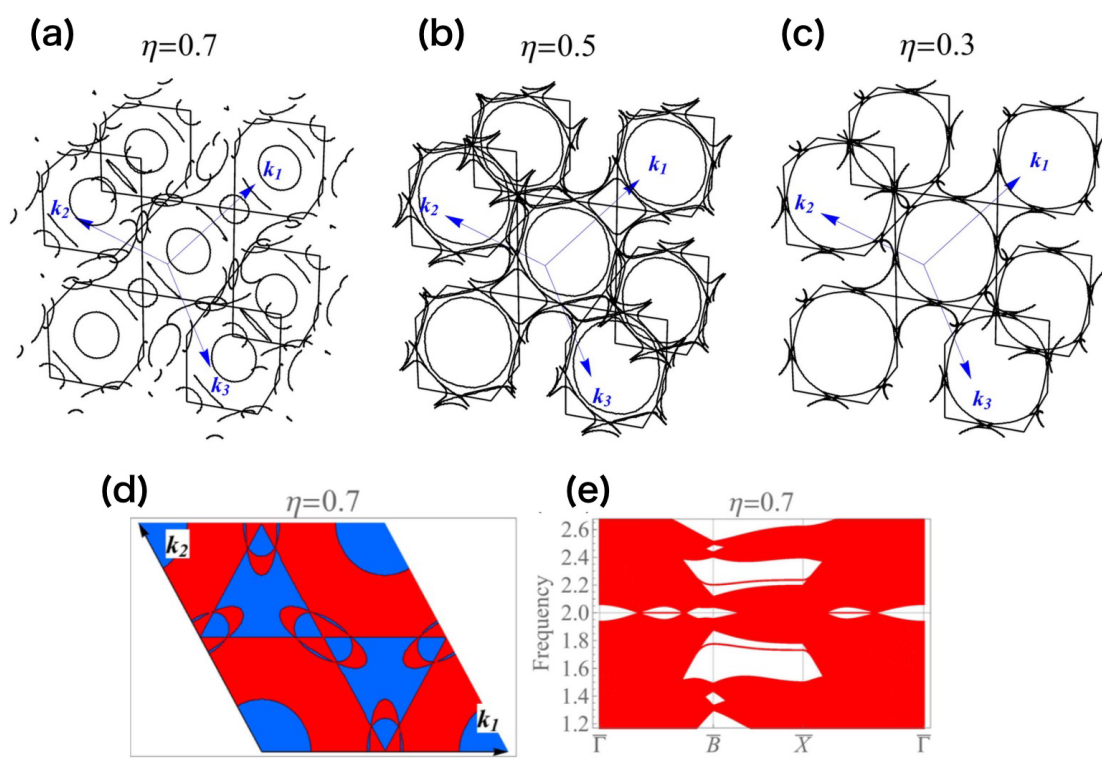 (a)
η=0.7
k1
k2
k3
(b)
η=0.5
k1
k2
k3
(c)
η=0.3
k1
k2
k3
(d)
η=0.7
k2
k1
(e)
η=0.7
Frequency
2.6
2.4
2.2
2.0
1.8
1.6
1.4
1.2
Γ̅
B̅
X̅
Γ̅